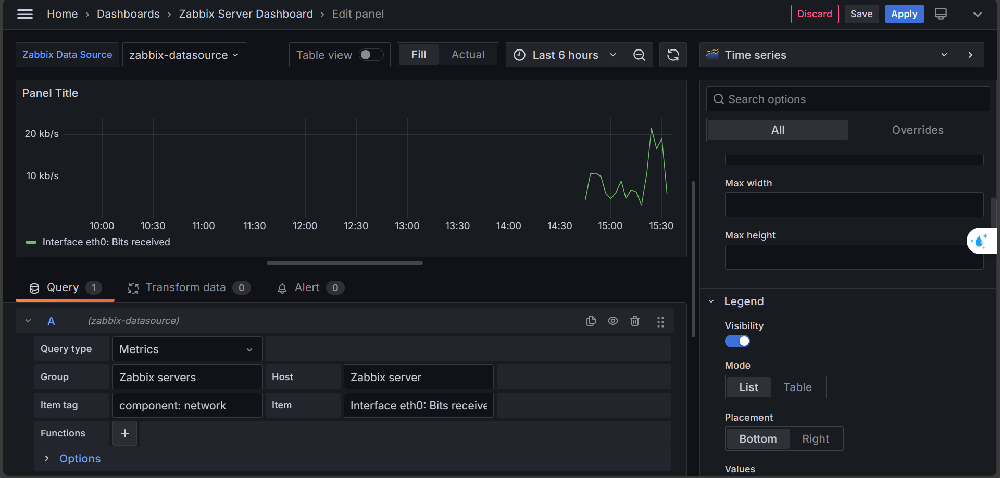 Home › Dashboards › Zabbix Server Dashboard › Edit panel
Discard Save Apply
Zabbix Data Source zabbix-datasource Table view Fill Actual Last 6 hours Time series
Panel Title
20 kb/s
10 kb/s
10:00 10:30 11:00 11:30 12:00 12:30 13:00 13:30 14:00 14:30 15:00 15:30
Interface eth0: Bits received
Query 1 Transform data 0 Alert 0
A (zabbix-datasource)
Query type Metrics
Group Zabbix servers Host Zabbix server
Item tag component: network Item Interface eth0: Bits receive
Functions +
Options
Search options
All Overrides
Max width
Max height
Legend
Visibility
Mode
List Table
Placement
Bottom Right
Values